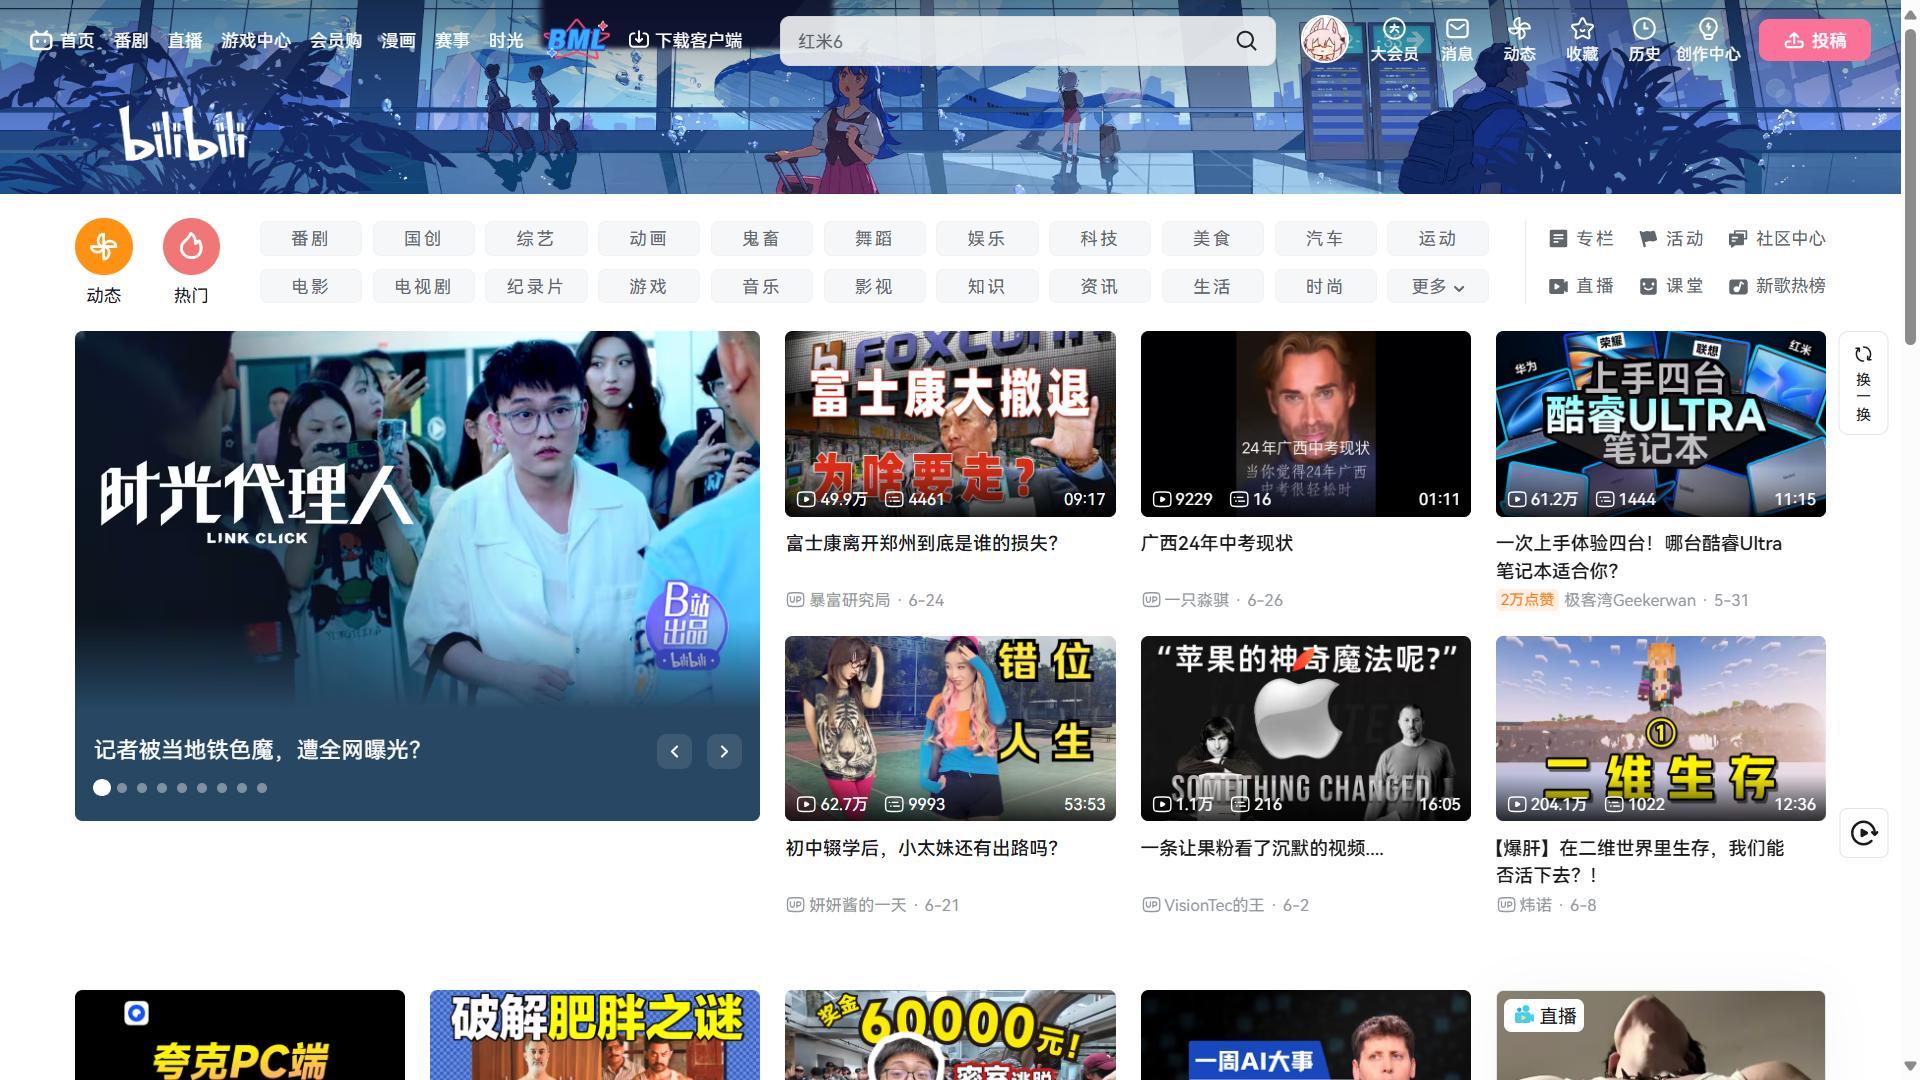 首页 番剧 直播 游戏中心 会员购 漫画 赛事 时光 BML 下载客户端
红米6
大会员 消息 动态 收藏 历史 创作中心 投稿
bilibili
动态 热门
番剧 国创 综艺 动画 鬼畜 舞蹈 娱乐 科技 美食 汽车 运动
专栏 活动 社区中心
电影 电视剧 纪录片 游戏 音乐 影视 知识 资讯 生活 时尚 更多
直播 课堂 新歌热榜
时光代理人
LINK CLICK
B站
出品
bilibili
记者被当地铁色魔，遭全网曝光？
FOXCONN
富士康大撤退
为啥要走？
49.9万 4461 09:17
富士康离开郑州到底是谁的损失？
UP 暴富研究局 · 6-24
24年广西中考现状
当你觉得24年广西
中考很轻松时
9229 16 01:11
广西24年中考现状
UP 一只淼骐 · 6-26
华为 荣耀 联想 红米
上手四台
酷睿ULTRA
笔记本
61.2万 1444 11:15
一次上手体验四台！哪台酷睿Ultra
笔记本适合你？
2万点赞 极客湾Geekerwan · 5-31
换
一
换
错位
人生
62.7万 9993 53:53
初中辍学后，小太妹还有出路吗？
UP 妍妍酱的一天 · 6-21
“苹果的神奇魔法呢?”
SOMETHING CHANGED
1.1万 216 16:05
一条让果粉看了沉默的视频....
UP VisionTec的王 · 6-2
①
二维生存
204.1万 1022 12:36
【爆肝】在二维世界里生存，我们能
否活下去？！
UP 炜诺 · 6-8
夸克PC端
破解肥胖之谜
奖金60000元!
密室逃脱
一周AI大事
直播